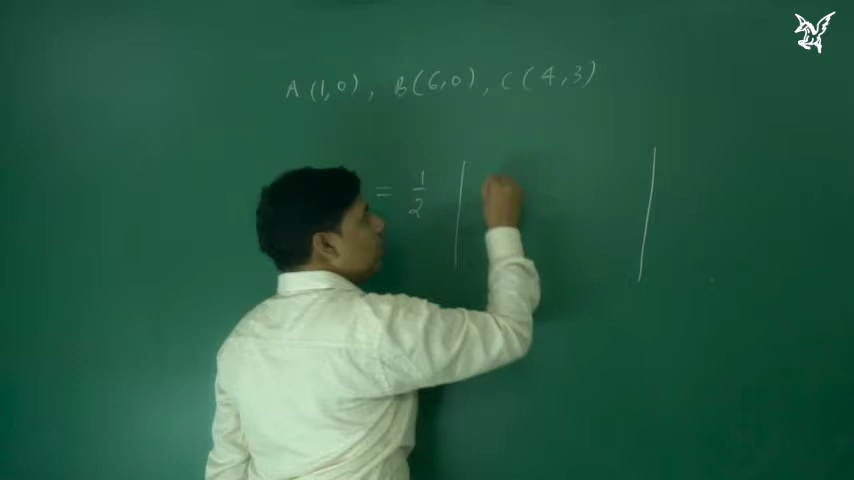 A (1,0), B(6,0), C (4,3)
= 1/2 | |